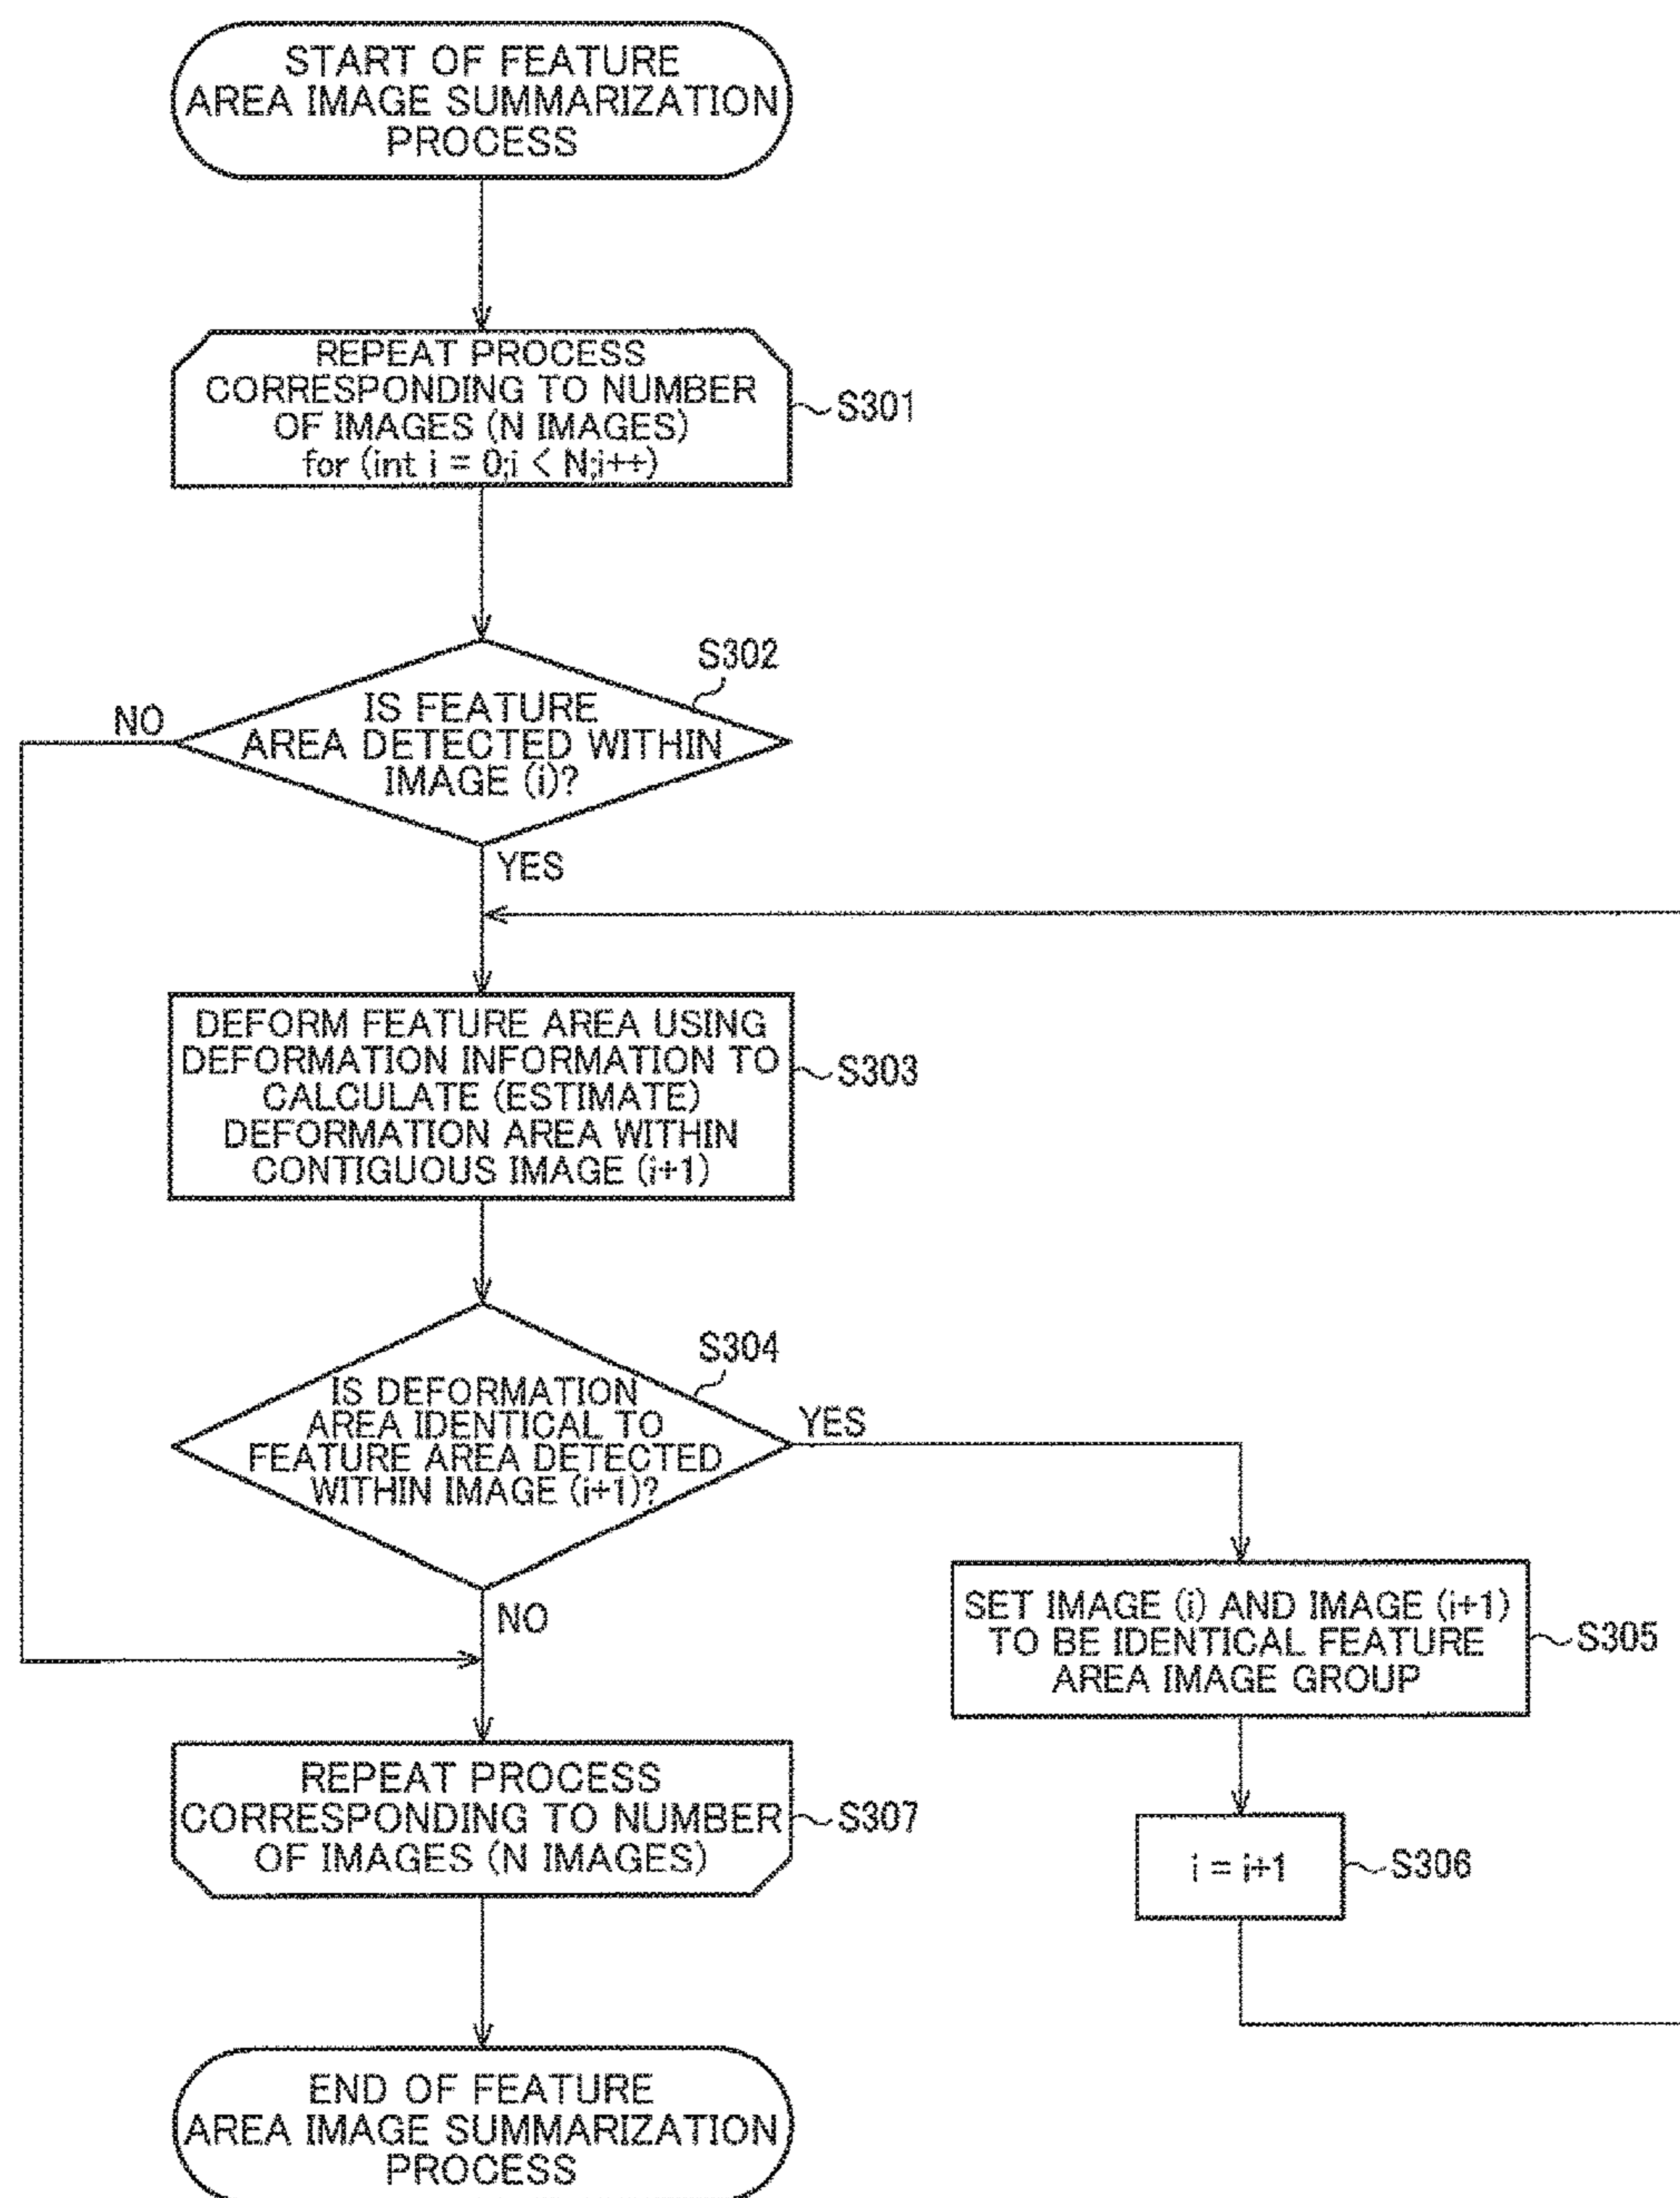 START OF FEATURE
AREA IMAGE SUMMARIZATION
PROCESS
REPEAT PROCESS
CORRESPONDING TO NUMBER
OF IMAGES (N IMAGES)
for (int i = 0;i < N;i++)
S301
S302
IS FEATURE
AREA DETECTED WITHIN
IMAGE (i)?
NO
YES
DEFORM FEATURE AREA USING
DEFORMATION INFORMATION TO
CALCULATE (ESTIMATE)
DEFORMATION AREA WITHIN
CONTIGUOUS IMAGE (i+1)
S303
S304
IS DEFORMATION
AREA IDENTICAL TO
FEATURE AREA DETECTED
WITHIN IMAGE (i+1)?
YES
NO
SET IMAGE (i) AND IMAGE (i+1)
TO BE IDENTICAL FEATURE
AREA IMAGE GROUP
S305
i = i+1
S306
REPEAT PROCESS
CORRESPONDING TO NUMBER
OF IMAGES (N IMAGES)
S307
END OF FEATURE
AREA IMAGE SUMMARIZATION
PROCESS